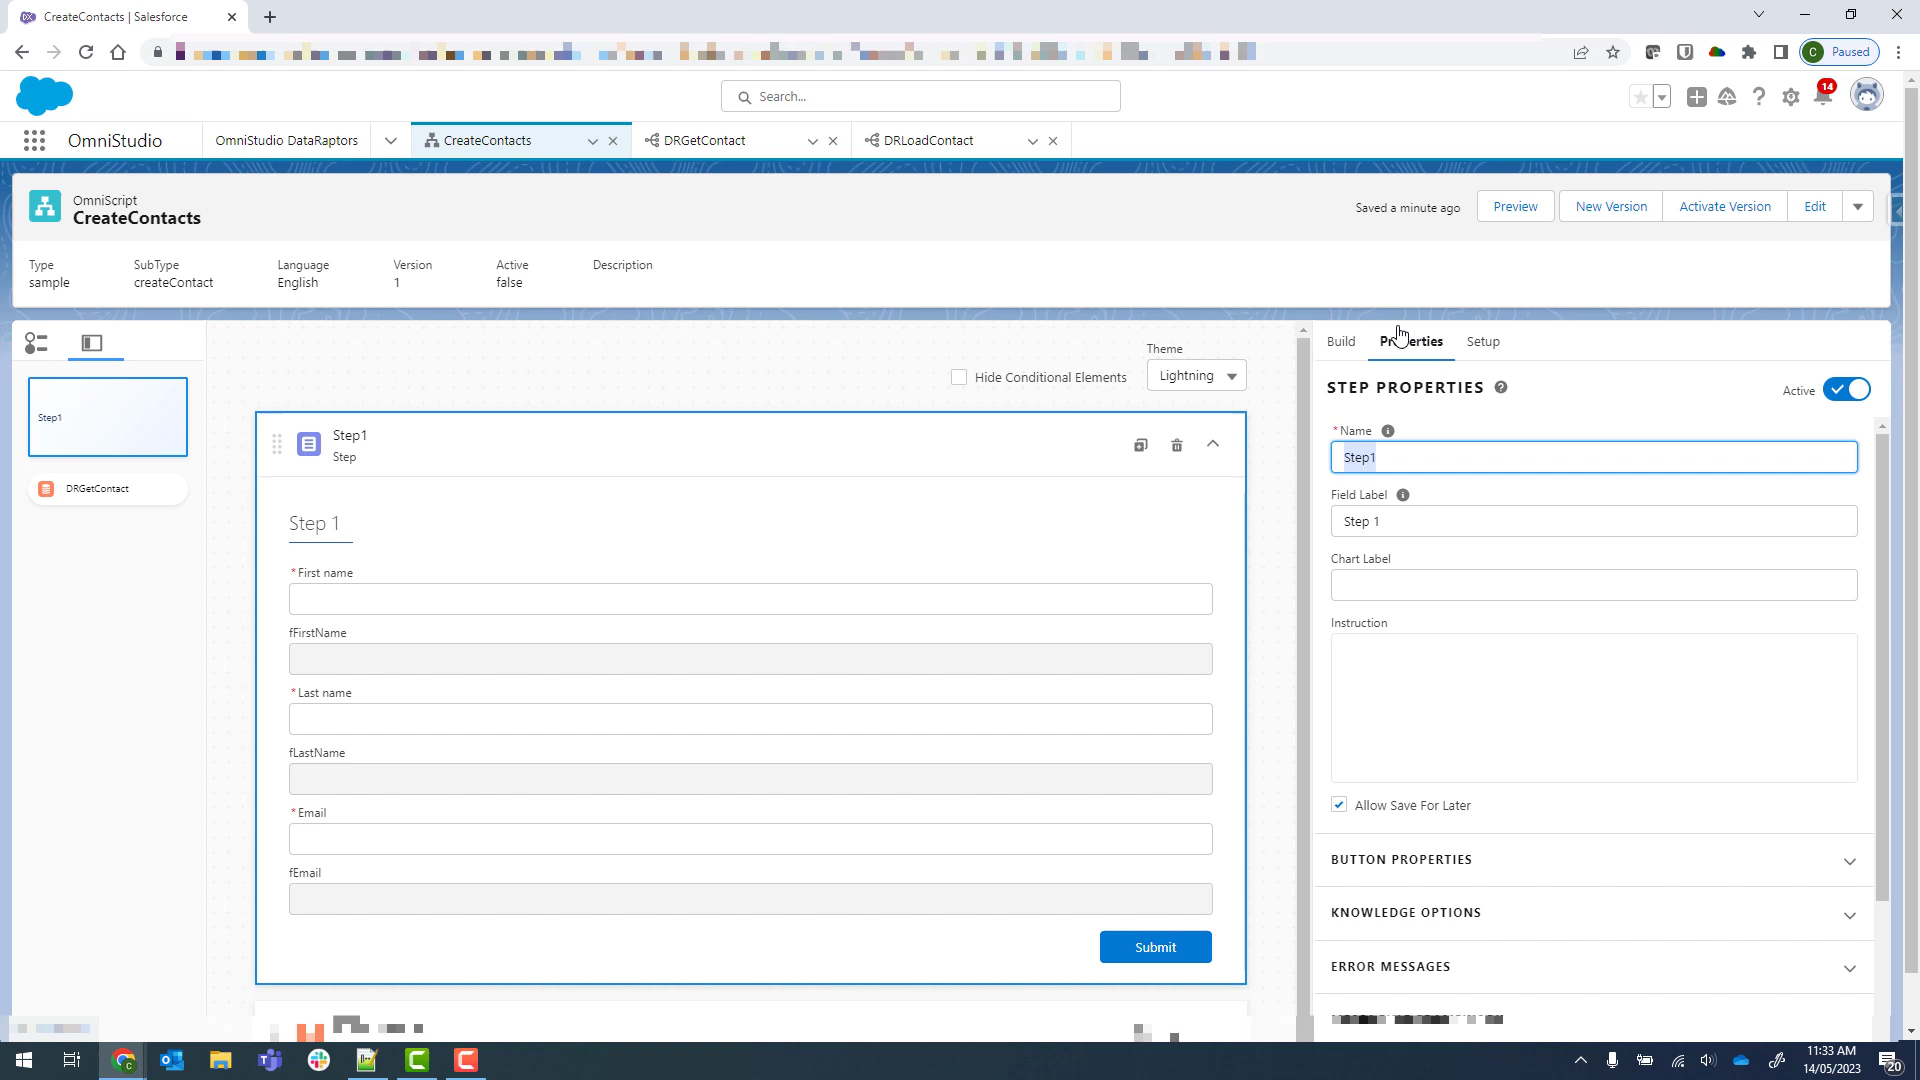 CreateContacts | Salesforce
C Paused
Search...
14
OmniStudio
OmniStudio DataRaptors
CreateContacts
DRGetContact
DRLoadContact
OmniScript
CreateContacts
Saved a minute ago
Preview
New Version
Activate Version
Edit
Type
sample
SubType
createContact
Language
English
Version
1
Active
false
Description
Step1
DRGetContact
Hide Conditional Elements
Theme
Lightning
Step1
Step
Step 1
*First name
fFirstName
*Last name
fLastName
*Email
fEmail
Submit
Build
Properties
Setup
STEP PROPERTIES
Active
*Name
Step1
Field Label
Step 1
Chart Label
Instruction
Allow Save For Later
BUTTON PROPERTIES
KNOWLEDGE OPTIONS
ERROR MESSAGES
11:33 AM
14/05/2023
20